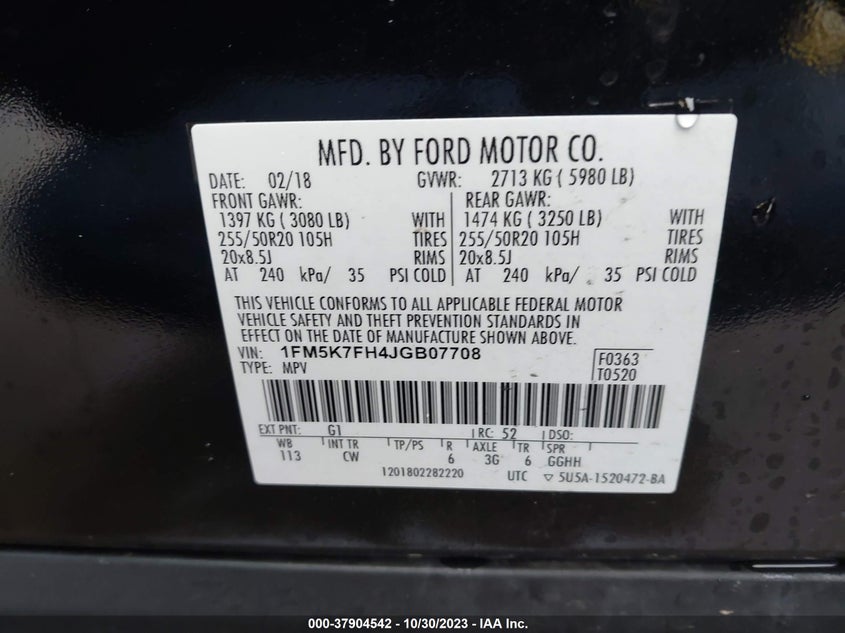 MFD. BY FORD MOTOR CO.
DATE: 02/18 GVWR: 2713 KG ( 5980 LB)
FRONT GAWR: REAR GAWR:
1397 KG ( 3080 LB) WITH 1474 KG ( 3250 LB) WITH
255/50R20 105H TIRES 255/50R20 105H TIRES
20x8.5J RIMS 20x8.5J RIMS
AT 240 kPa/ 35 PSI COLD AT 240 kPa/ 35 PSI COLD
THIS VEHICLE CONFORMS TO ALL APPLICABLE FEDERAL MOTOR
VEHICLE SAFETY AND THEFT PREVENTION STANDARDS IN
EFFECT ON THE DATE OF MANUFACTURE SHOWN ABOVE.
VIN: 1FM5K7FH4JGB07708 F0363
TYPE: MPV T0520
EXT PNT: G1 RC: 52 DSO:
WB INT TR TP/PS R AXLE TR SPR
113 CW 6 3G 6 GGHH
1201802282220 UTC ▽ 5U5A-1520472-BA
000-37904542 - 10/30/2023 - IAA Inc.